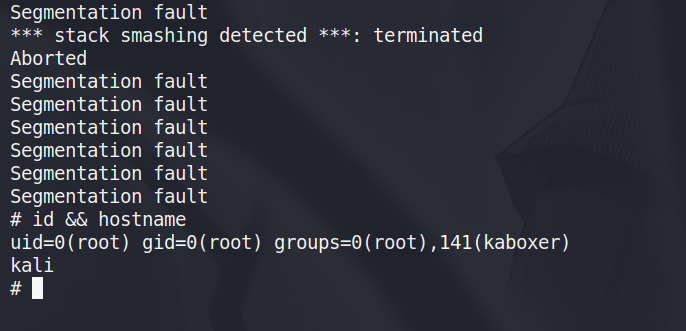 Segmentation fault
*** stack smashing detected ***: terminated
Aborted
Segmentation fault
Segmentation fault
Segmentation fault
Segmentation fault
Segmentation fault
Segmentation fault
# id && hostname
uid=0(root) gid=0(root) groups=0(root),141(kaboxer)
kali
#